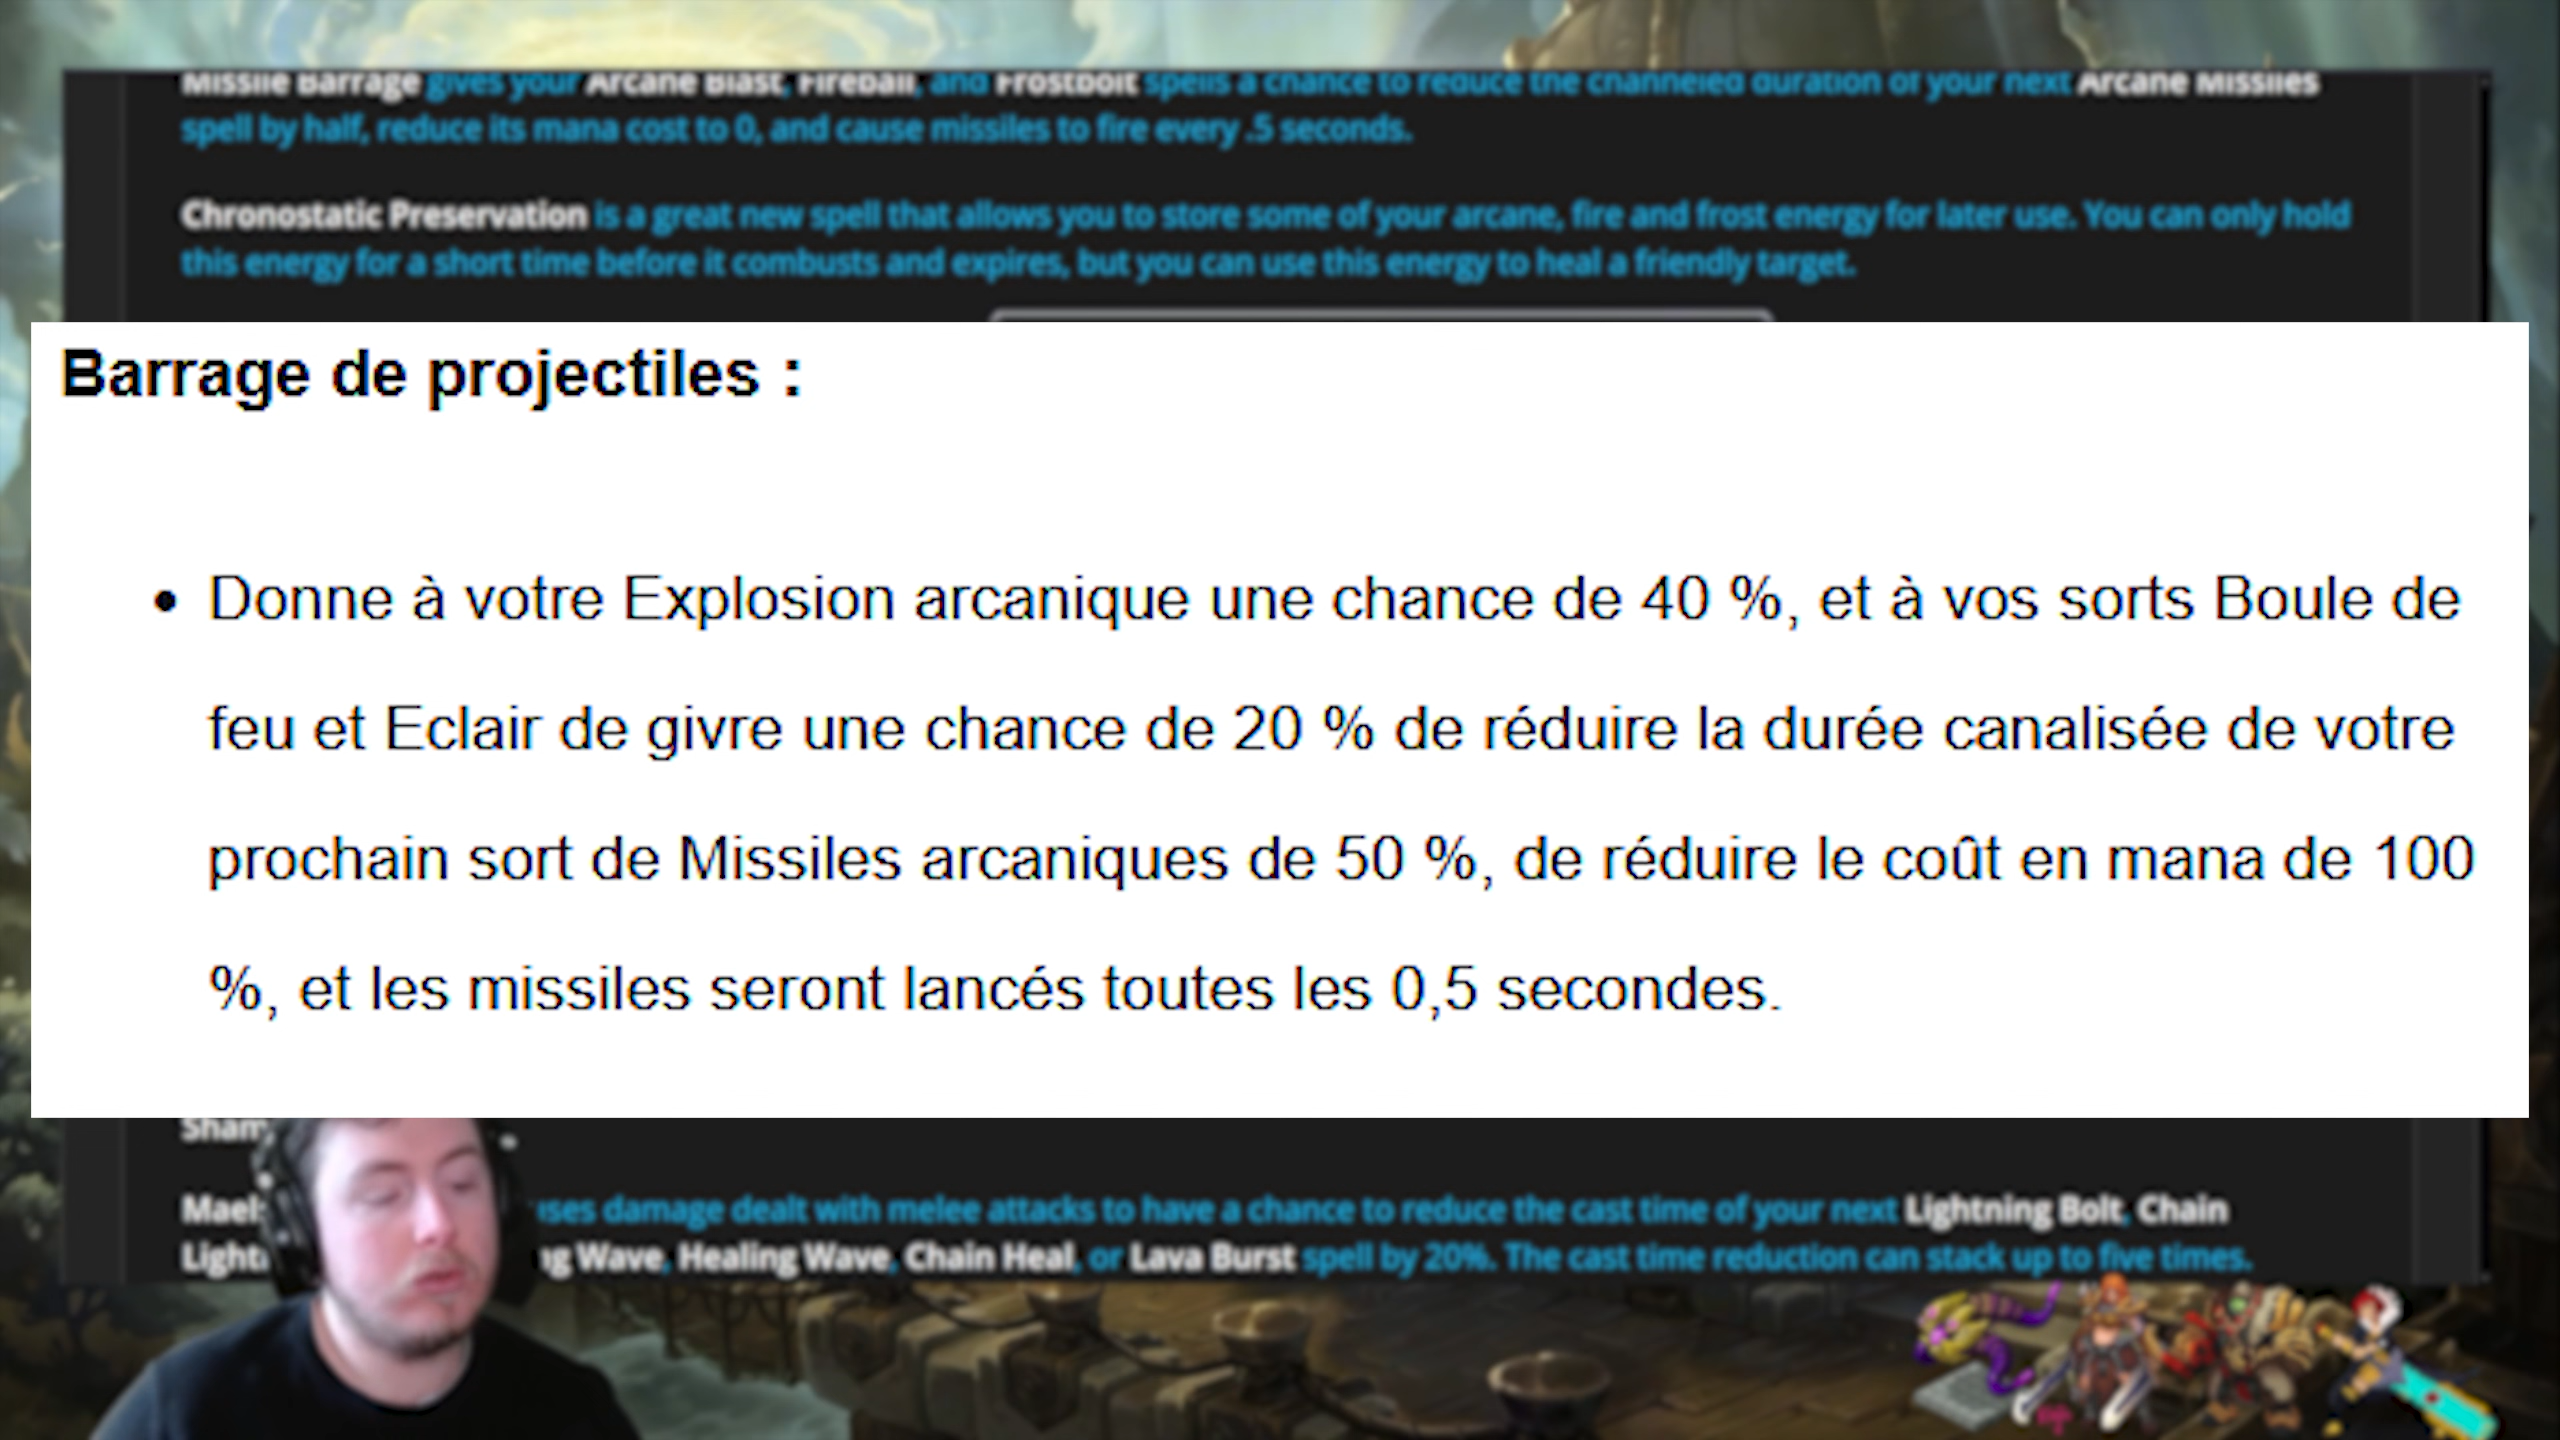 Missile Barrage gives your Arcane Blast, Fireball, and Frostbolt spells a chance to reduce the channeled duration of your next Arcane Missiles
spell by half, reduce its mana cost to 0, and cause missiles to fire every .5 seconds.
Chronostatic Preservation is a great new spell that allows you to store some of your arcane, fire and frost energy for later use. You can only hold
this energy for a short time before it combusts and expires, but you can use this energy to heal a friendly target.
Barrage de projectiles :
• Donne à votre Explosion arcanique une chance de 40 %, et à vos sorts Boule de
feu et Eclair de givre une chance de 20 % de réduire la durée canalisée de votre
prochain sort de Missiles arcaniques de 50 %, de réduire le coût en mana de 100
%, et les missiles seront lancés toutes les 0,5 secondes.
Sham
Maels uses damage dealt with melee attacks to have a chance to reduce the cast time of your next Lightning Bolt, Chain
Light ng Wave, Healing Wave, Chain Heal, or Lava Burst spell by 20%. The cast time reduction can stack up to five times.